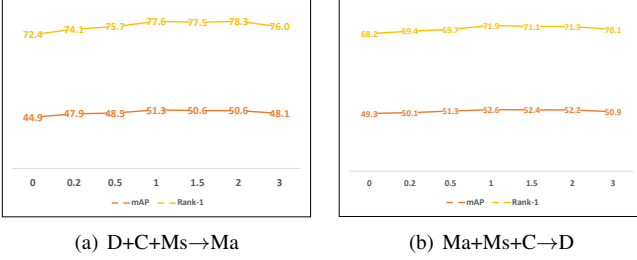 72.4 74.1 75.7 77.6 77.5 78.3 76.0
44.9 47.9 48.5 51.3 50.6 50.6 48.1
0 0.2 0.5 1 1.5 2 3
mAP Rank-1
(a) D+C+Ms→Ma
68.2 69.4 69.7 71.9 71.1 71.3 70.1
49.3 50.1 51.3 52.6 52.4 52.2 50.9
0 0.2 0.5 1 1.5 2 3
mAP Rank-1
(b) Ma+Ms+C→D